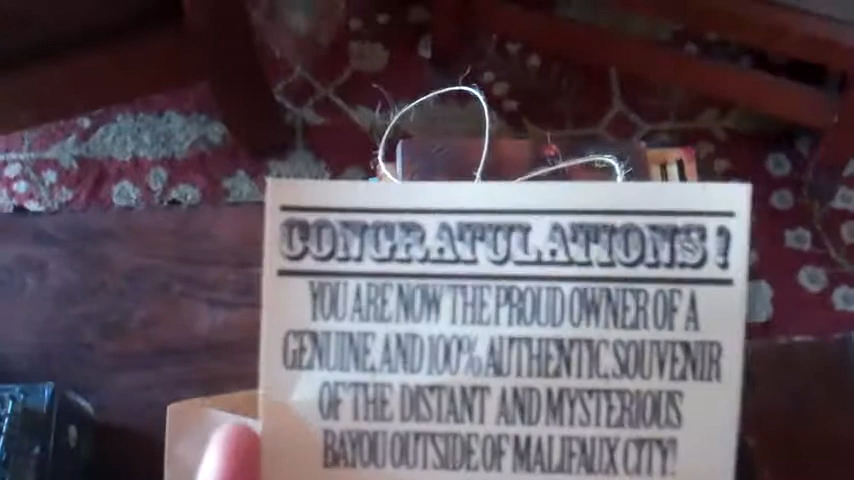 CONGRATULATIONS!
YOU ARE NOW THE PROUD OWNER OF A
GENUINE, AND 100% AUTHENTIC, SOUVENIR
OF THE DISTANT AND MYSTERIOUS
BAYOU OUTSIDE OF MALIFAUX CITY!